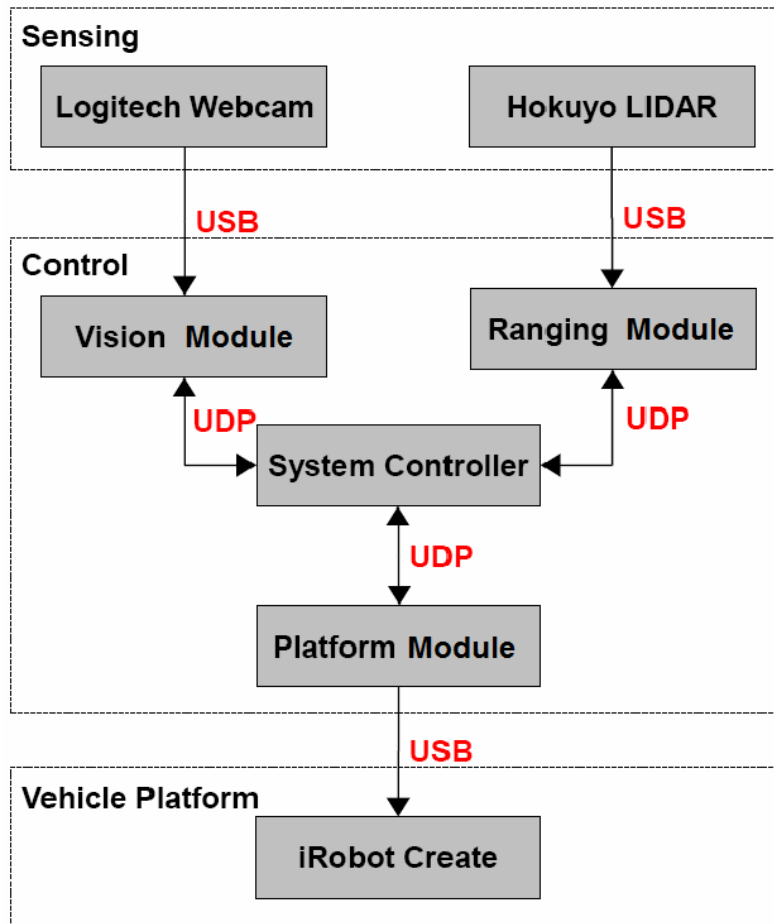 Sensing
Logitech Webcam
Hokuyo LIDAR
USB
USB
Control
Vision Module
Ranging Module
UDP
UDP
System Controller
UDP
Platform Module
USB
Vehicle Platform
iRobot Create